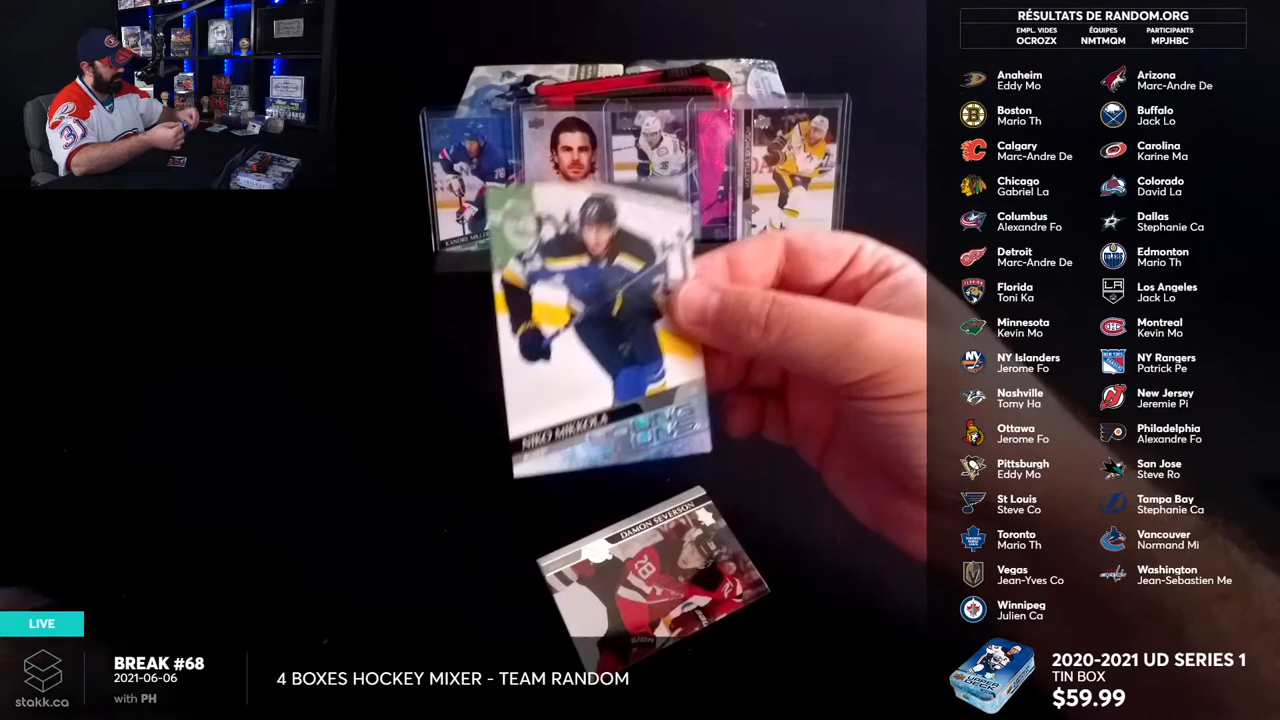 RÉSULTATS DE RANDOM.ORG
EMPL. VIDES ÉQUIPES PARTICIPANTS
OCROZX NMTMQM MPJHBC
Anaheim
Eddy Mo
Arizona
Marc-Andre De
Boston
Mario Th
Buffalo
Jack Lo
Calgary
Marc-Andre De
Carolina
Karine Ma
Chicago
Gabriel La
Colorado
David La
Columbus
Alexandre Fo
Dallas
Stephanie Ca
Detroit
Marc-Andre De
Edmonton
Mario Th
Florida
Toni Ka
Los Angeles
Jack Lo
Minnesota
Kevin Mo
Montreal
Kevin Mo
NY Islanders
Jerome Fo
NY Rangers
Patrick Pe
Nashville
Tomy Ha
New Jersey
Jeremie Pi
Ottawa
Jerome Fo
Philadelphia
Alexandre Fo
Pittsburgh
Eddy Mo
San Jose
Steve Ro
St Louis
Steve Co
Tampa Bay
Stephanie Ca
Toronto
Mario Th
Vancouver
Normand Mi
Vegas
Jean-Yves Co
Washington
Jean-Sebastien Me
Winnipeg
Julien Ca
NIKO MIKKOLA
DAMON SEVERSON
28
LIVE
stakk.ca
BREAK #68
2021-06-06
with PH
4 BOXES HOCKEY MIXER - TEAM RANDOM
2020-2021 UD SERIES 1
TIN BOX
$59.99